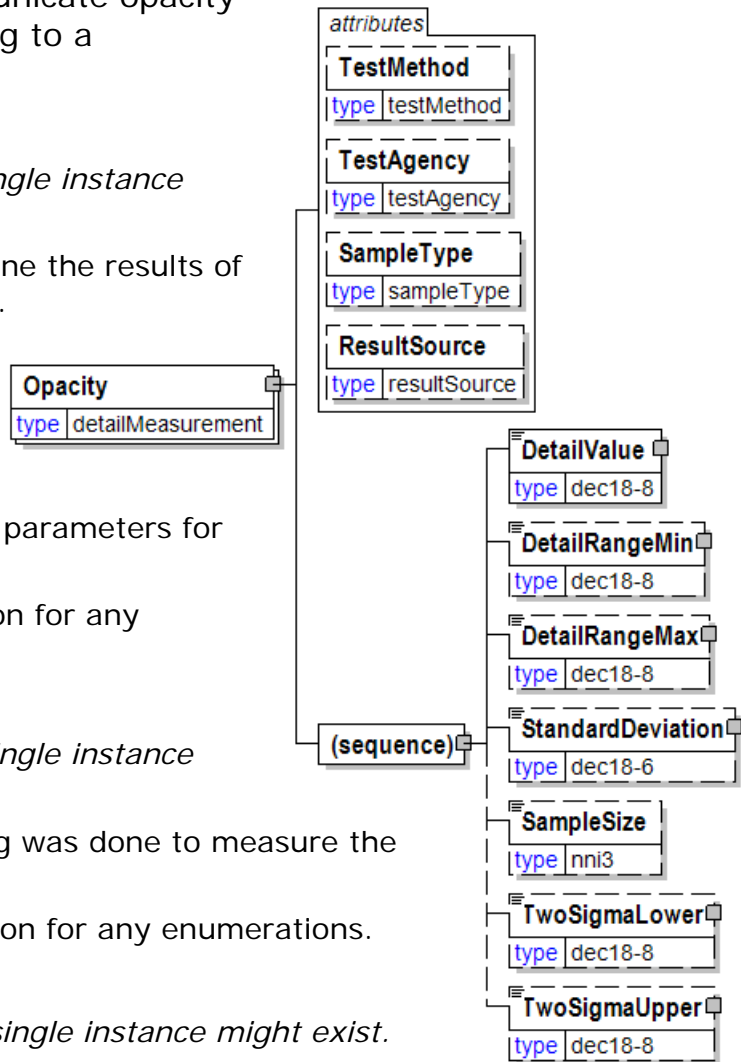 unicate opacity
g to a
ngle instance
ne the results of
.
parameters for
on for any
ingle instance
g was done to measure the
on for any enumerations.
single instance might exist.
attributes
TestMethod
type testMethod
TestAgency
type testAgency
SampleType
type sampleType
ResultSource
type resultSource
Opacity
type detailMeasurement
(sequence)
DetailValue
type dec18-8
DetailRangeMin
type dec18-8
DetailRangeMax
type dec18-8
StandardDeviation
type dec18-6
SampleSize
type nni3
TwoSigmaLower
type dec18-8
TwoSigmaUpper
type dec18-8